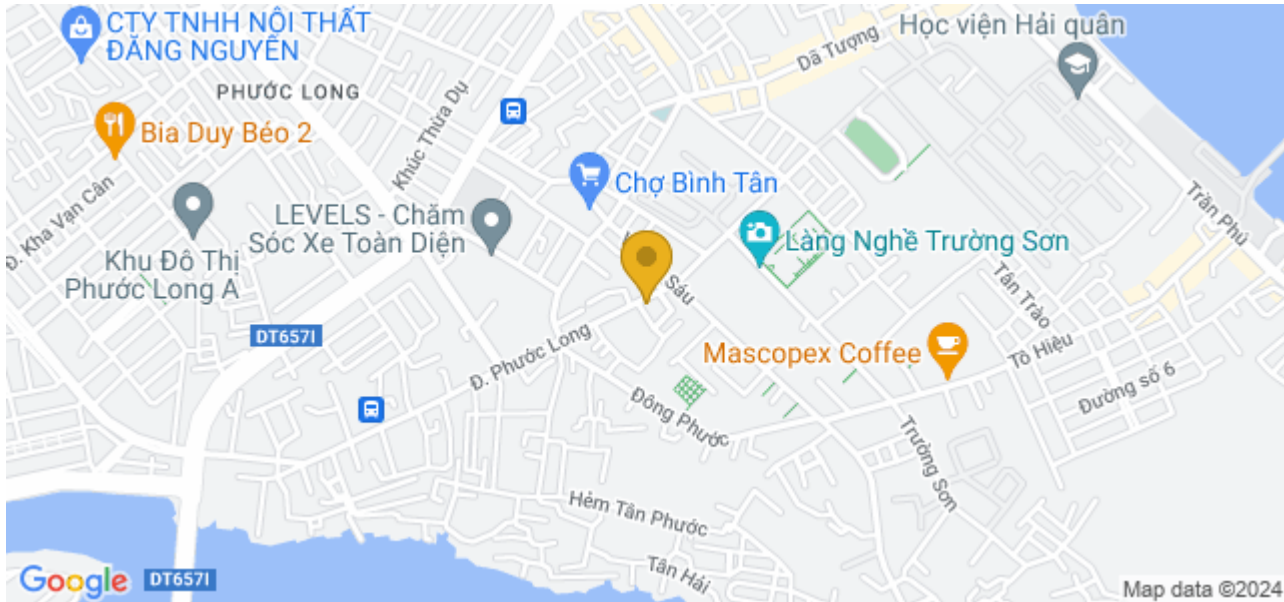 CTY TNHH NỘI THẤT
ĐĂNG NGUYÊN
Học viện Hải quân
Dã Tượng
PHƯỚC LONG
Bia Duy Béo 2
Khúc Thừa Dụ
Chợ Bình Tân
Đ. Kha Vạn Cân
LEVELS - Chăm
Sóc Xe Toàn Diện
Trần Phú
Làng Nghề Trường Sơn
Khu Đô Thị
Phước Long A
Sáu
Tân Trào
DT657I
Đ. Phước Long
Mascopex Coffee
Tô Hiệu
Đường số 6
Đông Phước
Trường Sơn
Hẻm Tân Phước
Tân Hải
Google
DT657I
Map data ©2024